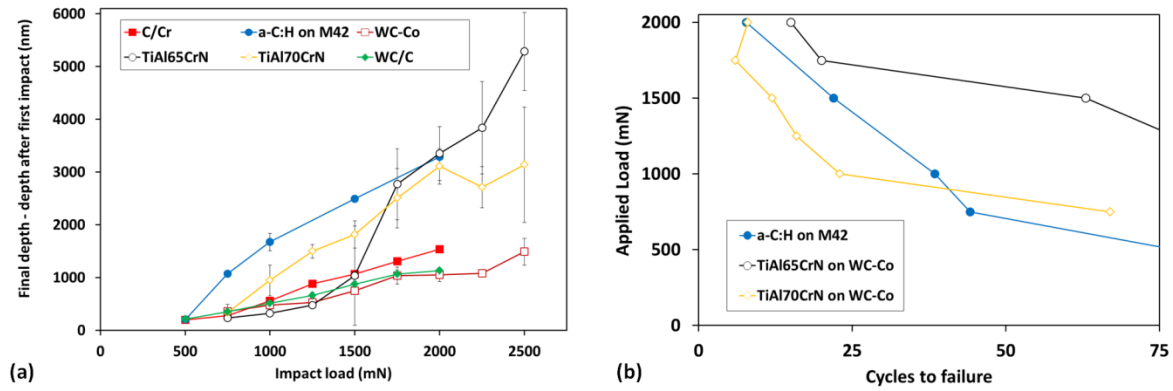 C/Cr a-C:H on M42 WC-Co
TiAl65CrN TiAl70CrN WC/C
Final depth - depth after first impact (nm)
6000
5000
4000
3000
2000
1000
0
0 500 1000 1500 2000 2500
Impact load (mN)
(a)
Applied Load (mN)
2000
1500
1000
500
0
a-C:H on M42
TiAl65CrN on WC-Co
TiAl70CrN on WC-Co
0 25 50 75
Cycles to failure
(b)